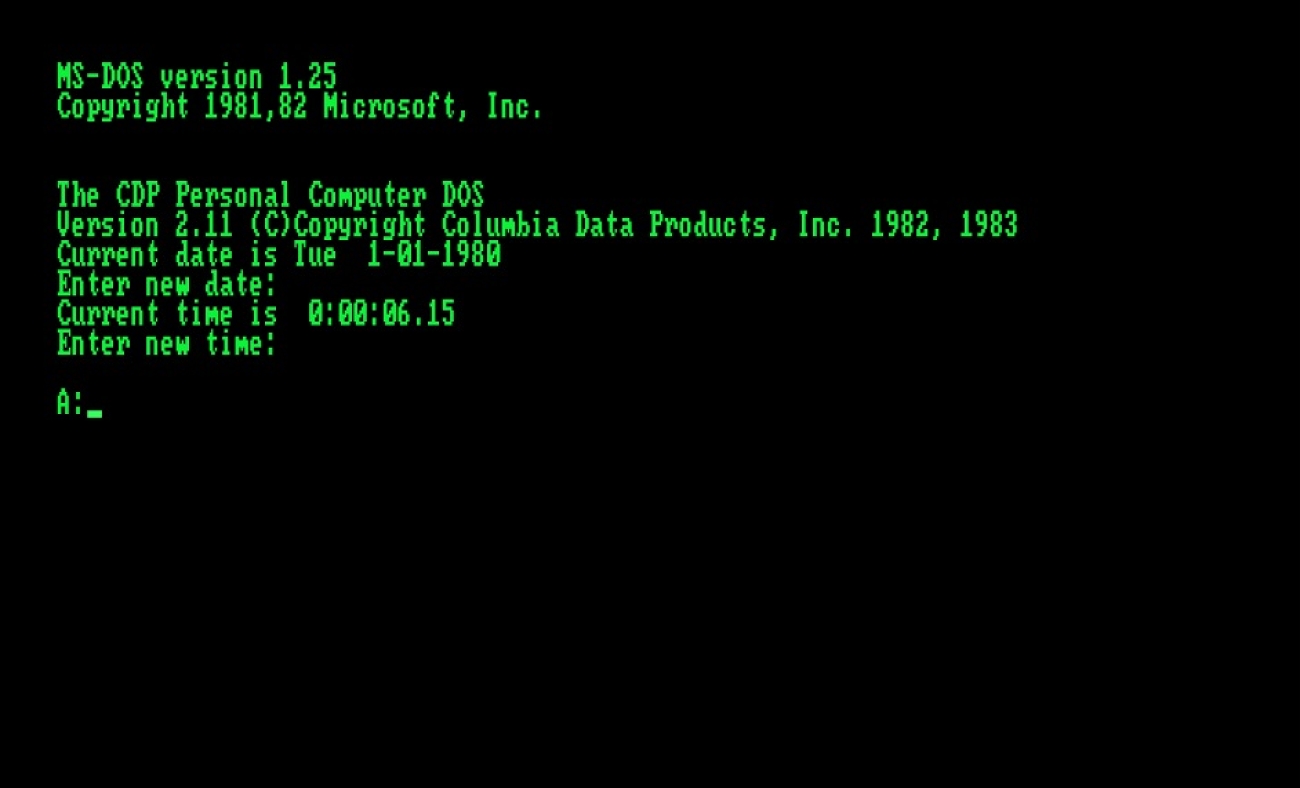 MS-DOS version 1.25
Copyright 1981,82 Microsoft, Inc.
The CDP Personal Computer DOS
Version 2.11 (C)Copyright Columbia Data Products, Inc. 1982, 1983
Current date is Tue  1-01-1980
Enter new date:
Current time is  0:00:06.15
Enter new time:
A:_